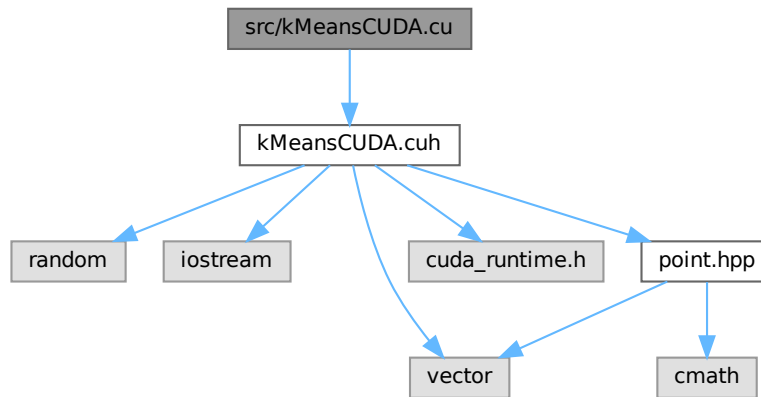 src/kMeansCUDA.cu
kMeansCUDA.cuh
random
iostream
cuda_runtime.h
point.hpp
vector
cmath